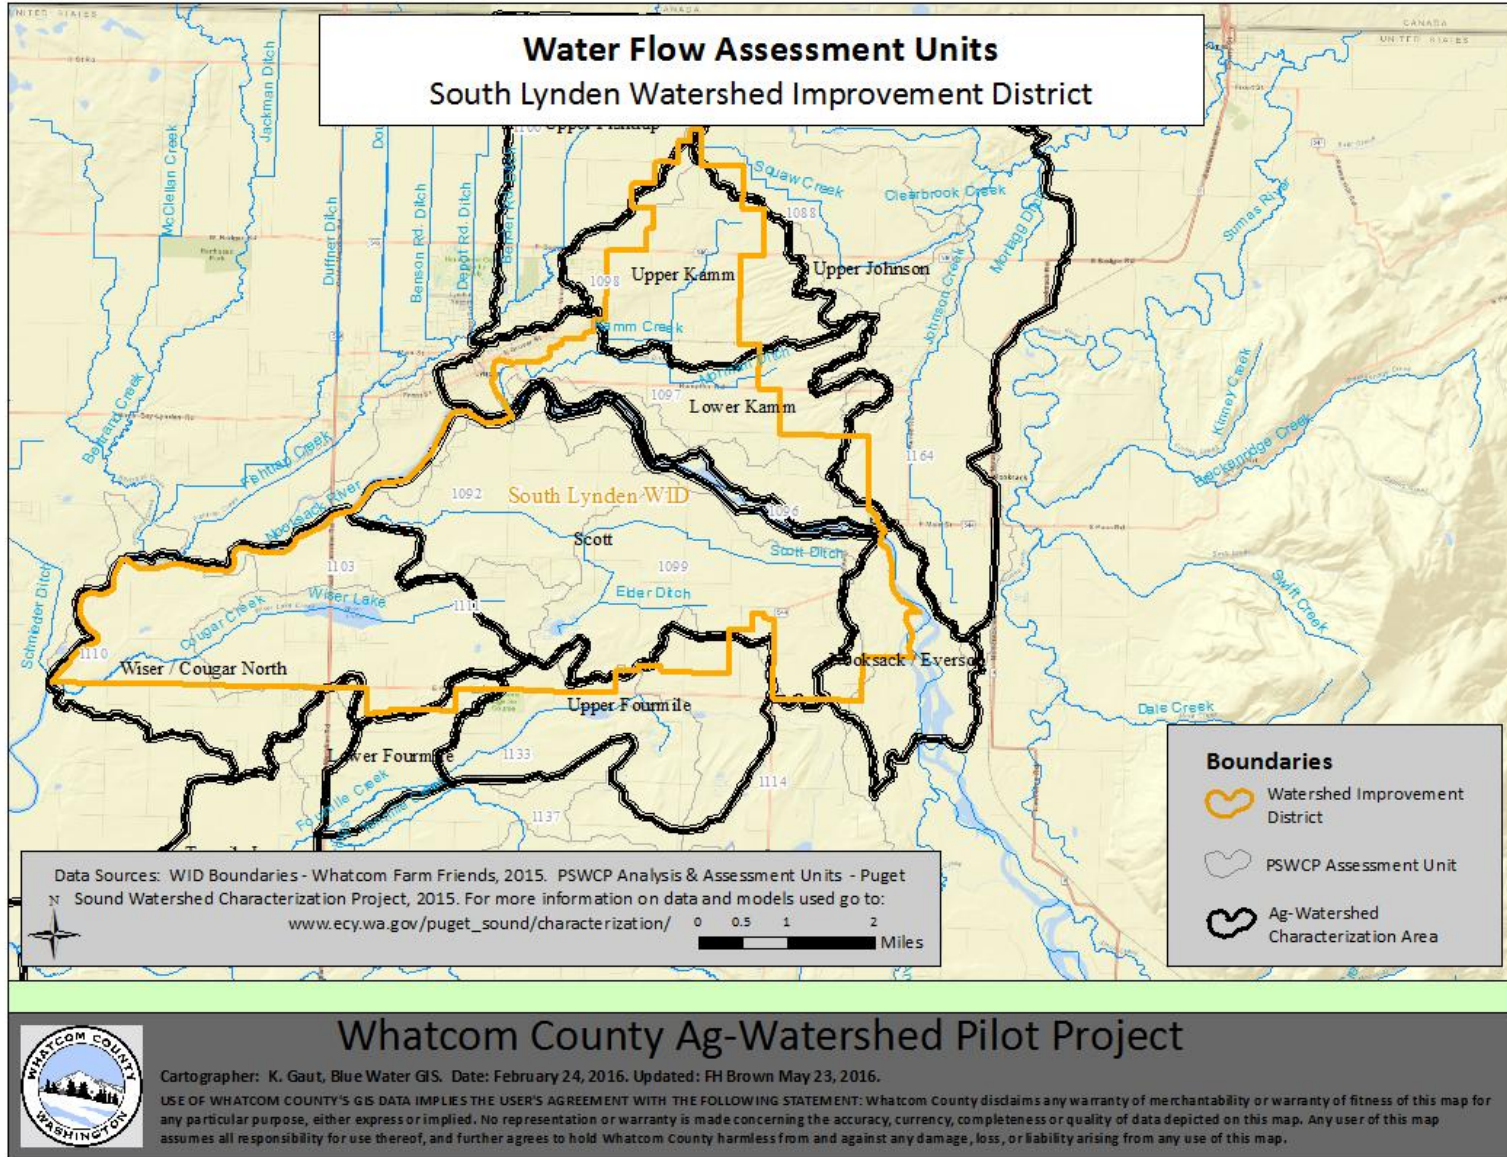 UNITED STATES
CANADA
CANADA
UNITED STATES
Water Flow Assessment Units
South Lynden Watershed Improvement District
McClellan Creek
Jackman Ditch
Duffner Ditch
Benson Rd. Ditch
Depot Rd. Ditch
Squaw Creek
Clearbrook Creek
Sumas River
1088
Upper Johnson
Upper Kamm
1098
Johnson Creek
Kamm Creek
Norman Ditch
1097
Lower Kamm
Kinney Creek
Breckenridge Creek
Bertrand Creek
Fishtrap Creek
Nooksack River
1092
South Lynden WID
1096
1164
Scott
Scott Ditch
1099
1103
Elder Ditch
Wiser Lake
1111
Cougar Creek
Schneider Ditch
Swift Creek
1110
Wiser / Cougar North
Nooksack / Everson
Upper Fourmile
Dale Creek
Lower Fourmile
1133
1114
1137
Fourmile Creek
Boundaries
Watershed Improvement
District
PSWCP Assessment Unit
Ag-Watershed
Characterization Area
Data Sources: WID Boundaries - Whatcom Farm Friends, 2015. PSWCP Analysis & Assessment Units - Puget
Sound Watershed Characterization Project, 2015. For more information on data and models used go to:
www.ecy.wa.gov/puget_sound/characterization/
N
0 0.5 1 2
Miles
Whatcom County Ag-Watershed Pilot Project
WHATCOM COUNTY
WASHINGTON
Cartographer: K. Gaut, Blue Water GIS. Date: February 24, 2016. Updated: FH Brown May 23, 2016.
USE OF WHATCOM COUNTY'S GIS DATA IMPLIES THE USER'S AGREEMENT WITH THE FOLLOWING STATEMENT: Whatcom County disclaims any warranty of merchantability or warranty of fitness of this map for
any particular purpose, either express or implied. No representation or warranty is made concerning the accuracy, currency, completeness or quality of data depicted on this map. Any user of this map
assumes all responsibility for use thereof, and further agrees to hold Whatcom County harmless from and against any damage, loss, or liability arising from any use of this map.